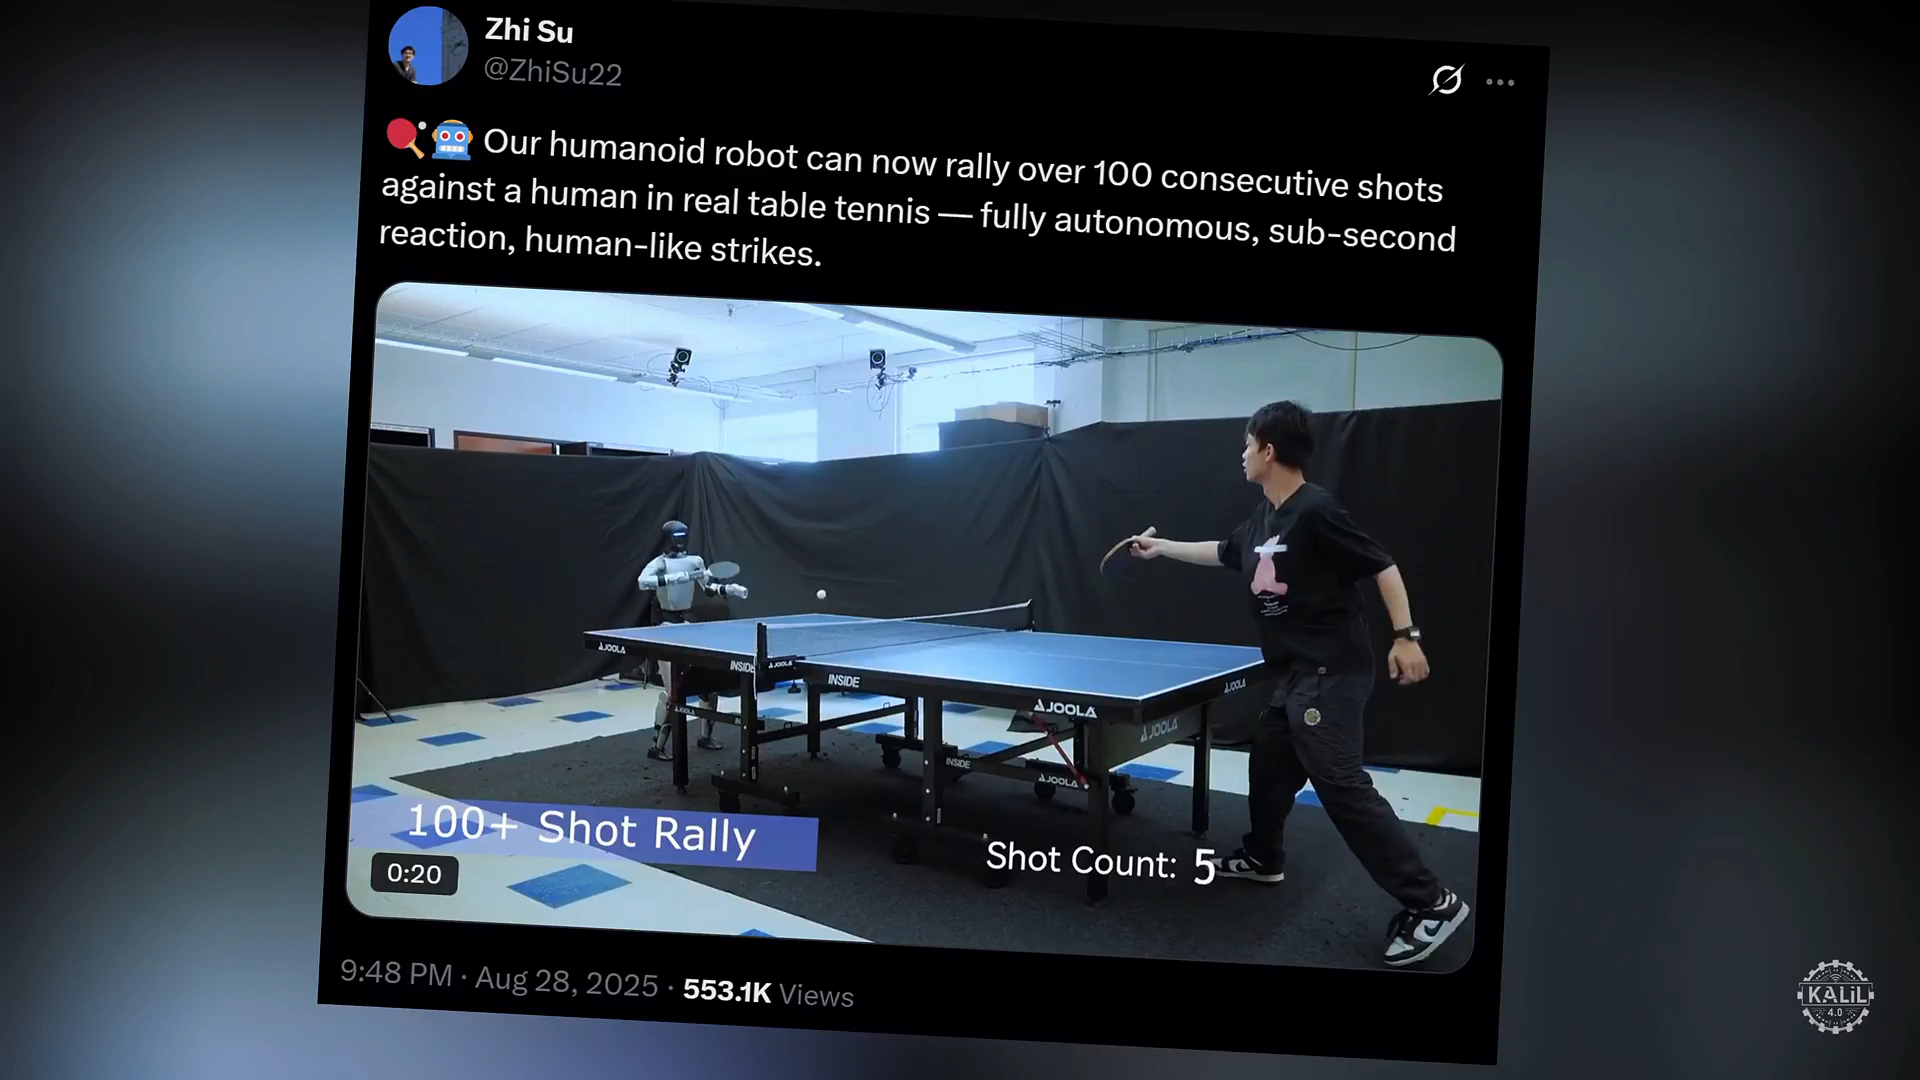 Zhi Su
@ZhiSu22
🏓🤖 Our humanoid robot can now rally over 100 consecutive shots
against a human in real table tennis — fully autonomous, sub-second
reaction, human-like strikes.
JOOLA
INSIDE
JOOLA
INSIDE
JOOLA
JOOLA
JOOLA
JOOLA
INSIDE
JOOLA
100+ Shot Rally
Shot Count: 5
0:20
9:48 PM · Aug 28, 2025 · 553.1K Views
KALIL
4.0